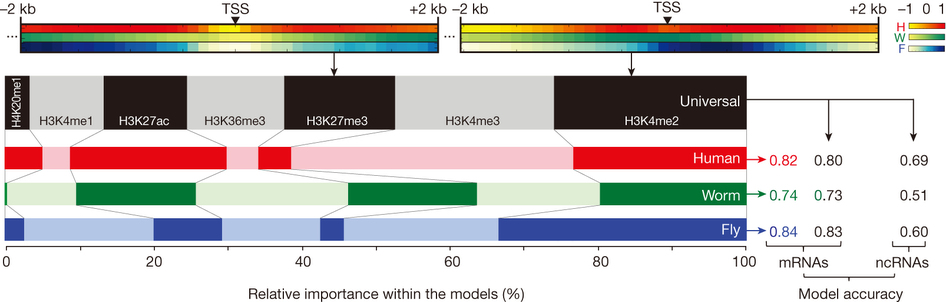 −2 kb TSS +2 kb −2 kb TSS +2 kb −1 0 1
... ... H
W
F
H4K20me1 H3K4me1 H3K27ac H3K36me3 H3K27me3 H3K4me3 H3K4me2 Universal
Human 0.82 0.80 0.69
Worm 0.74 0.73 0.51
Fly 0.84 0.83 0.60
0 20 40 60 80 100 mRNAs ncRNAs
Relative importance within the models (%) Model accuracy